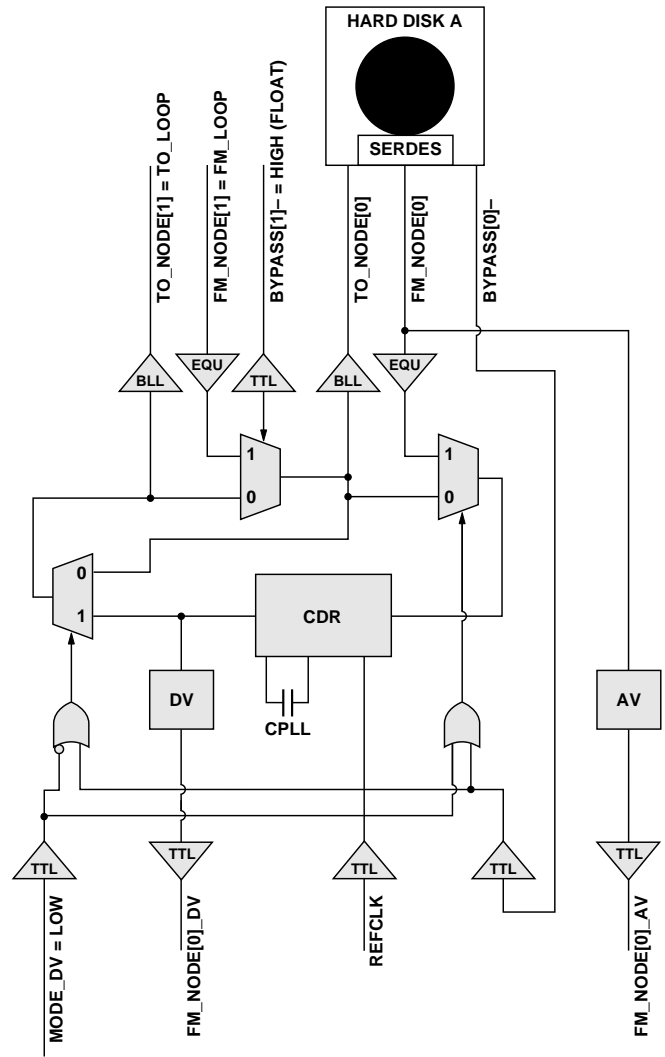 HARD DISK A
SERDES
TO_NODE[1] = TO_LOOP
FM_NODE[1] = FM_LOOP
BYPASS[1]– = HIGH (FLOAT)
TO_NODE[0]
FM_NODE[0]
BYPASS[0]–
BLL
EQU
TTL
BLL
EQU
1
0
1
0
0
1
CDR
DV
CPLL
AV
TTL
TTL
TTL
TTL
TTL
MODE_DV = LOW
FM_NODE[0]_DV
REFCLK
FM_NODE[0]_AV